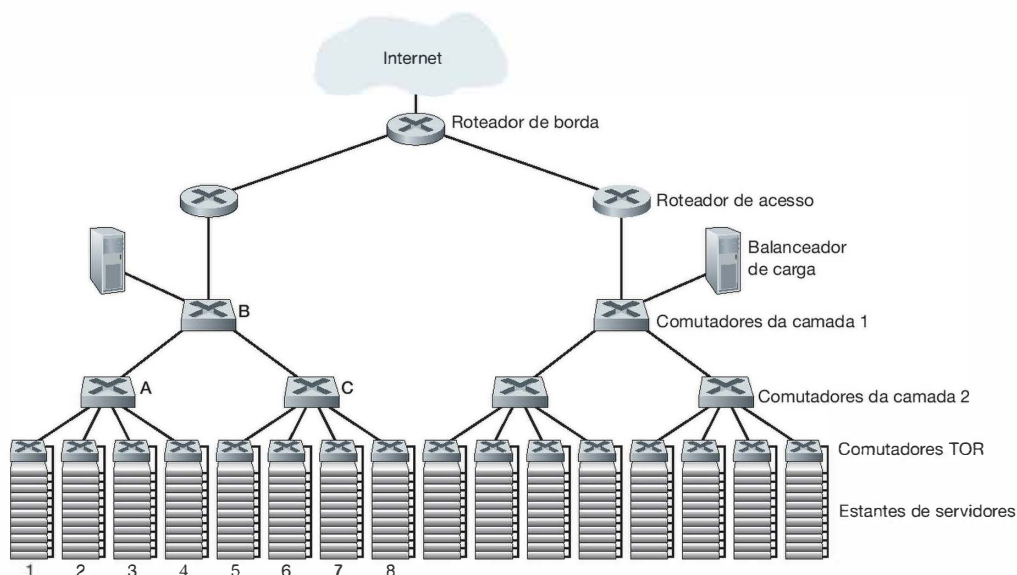 Internet
Roteador de borda
Roteador de acesso
Balanceador
de carga
B
Comutadores da camada 1
A
C
Comutadores da camada 2
Comutadores TOR
Estantes de servidores
1 2 3 4 5 6 7 8